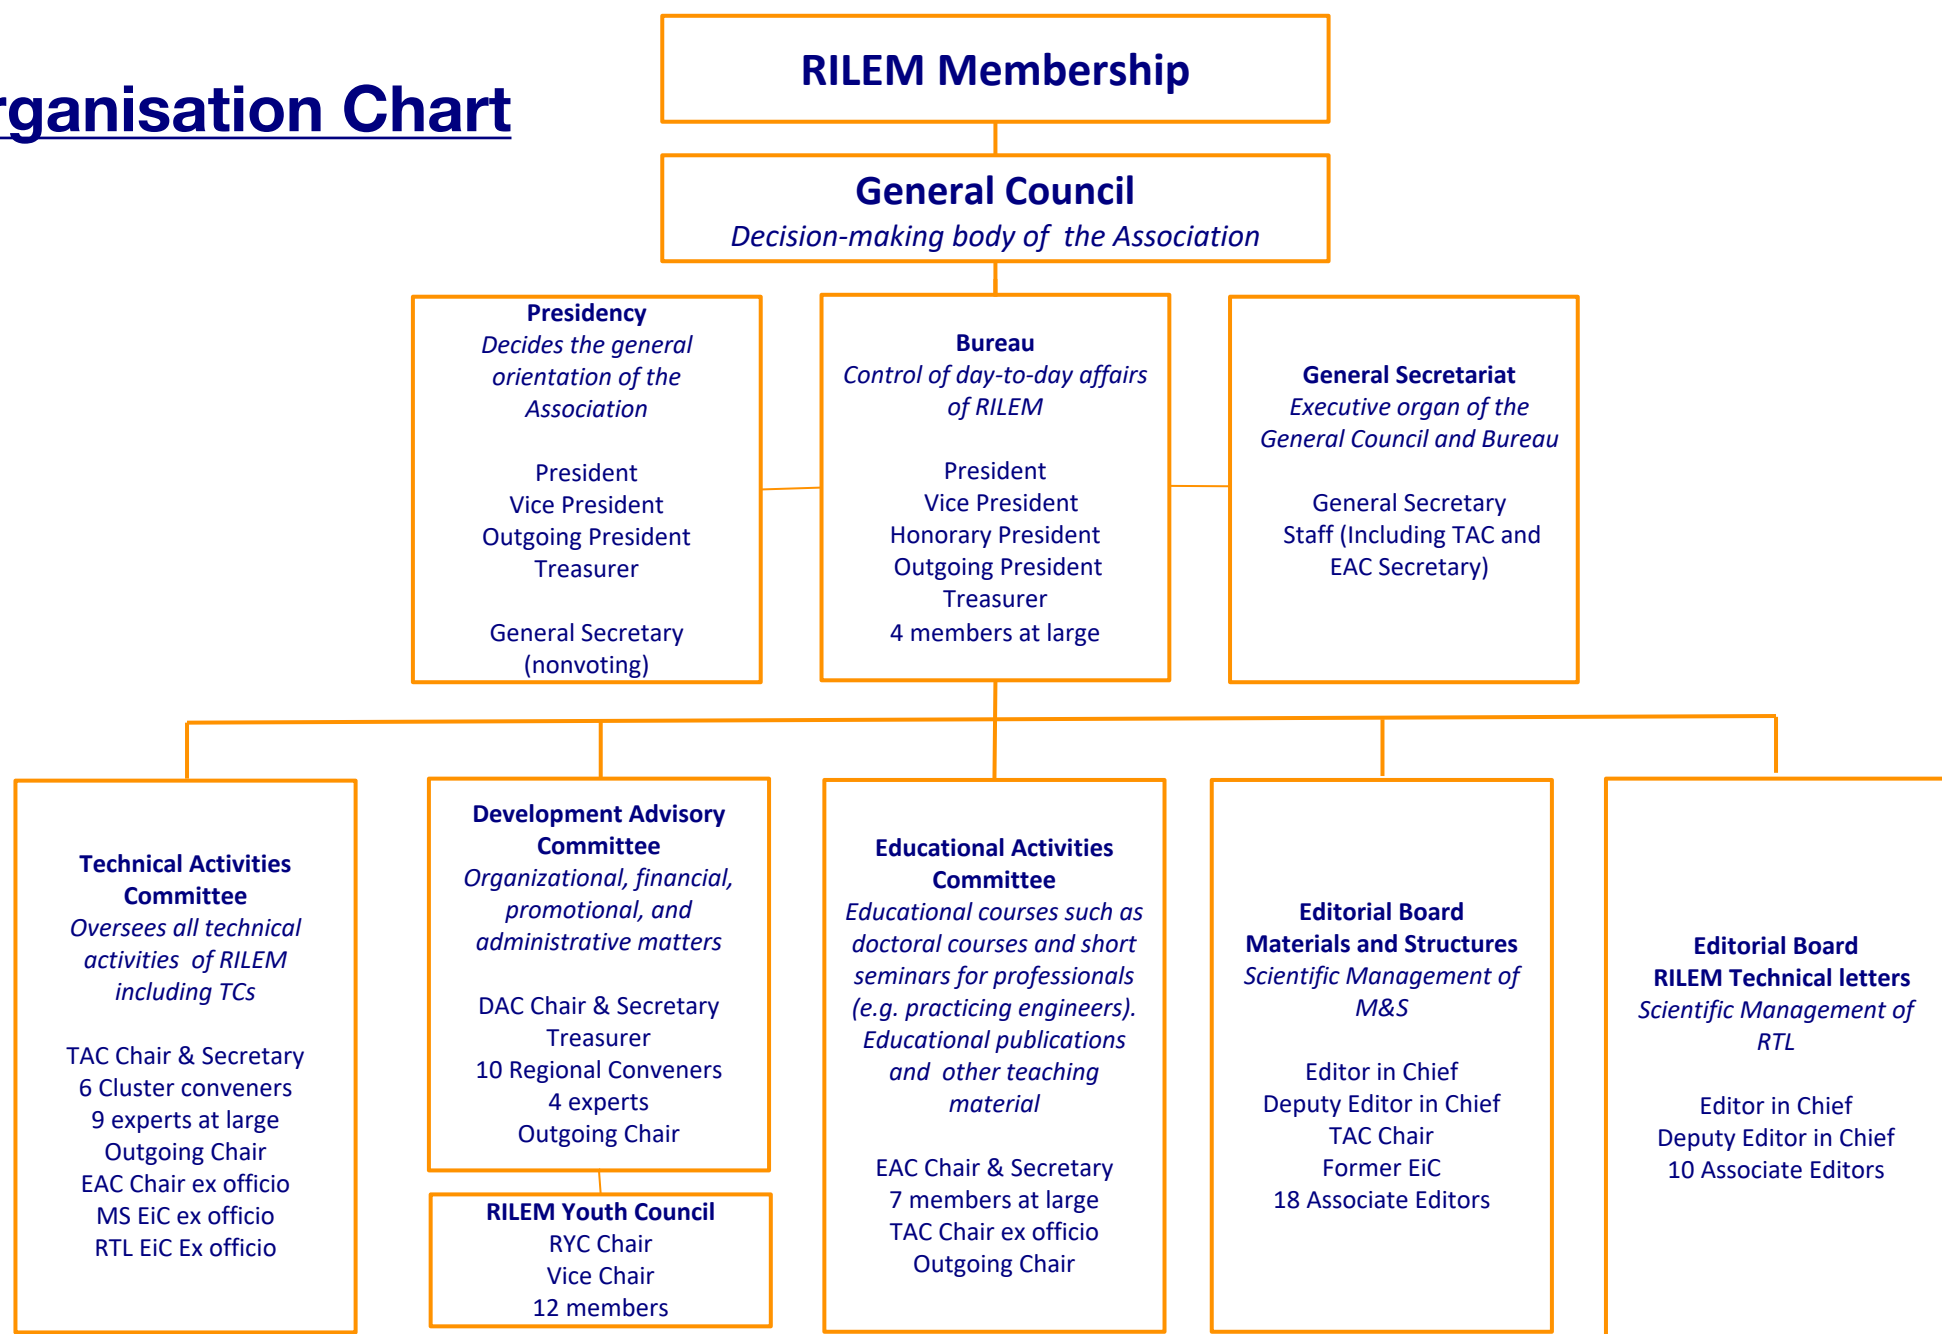 rganisation Chart
RILEM Membership
General Council
Decision-making body of the Association
Presidency
Decides the general
orientation of the
Association
President
Vice President
Outgoing President
Treasurer
General Secretary
(nonvoting)
Bureau
Control of day-to-day affairs
of RILEM
President
Vice President
Honorary President
Outgoing President
Treasurer
4 members at large
General Secretariat
Executive organ of the
General Council and Bureau
General Secretary
Staff (Including TAC and
EAC Secretary)
Technical Activities
Committee
Oversees all technical
activities of RILEM
including TCs
TAC Chair & Secretary
6 Cluster conveners
9 experts at large
Outgoing Chair
EAC Chair ex officio
MS EiC ex officio
RTL EiC Ex officio
Development Advisory
Committee
Organizational, financial,
promotional, and
administrative matters
DAC Chair & Secretary
Treasurer
10 Regional Conveners
4 experts
Outgoing Chair
RILEM Youth Council
RYC Chair
Vice Chair
12 members
Educational Activities
Committee
Educational courses such as
doctoral courses and short
seminars for professionals
(e.g. practicing engineers).
Educational publications
and other teaching
material
EAC Chair & Secretary
7 members at large
TAC Chair ex officio
Outgoing Chair
Editorial Board
Materials and Structures
Scientific Management of
M&S
Editor in Chief
Deputy Editor in Chief
TAC Chair
Former EiC
18 Associate Editors
Editorial Board
RILEM Technical letters
Scientific Management of
RTL
Editor in Chief
Deputy Editor in Chief
10 Associate Editors